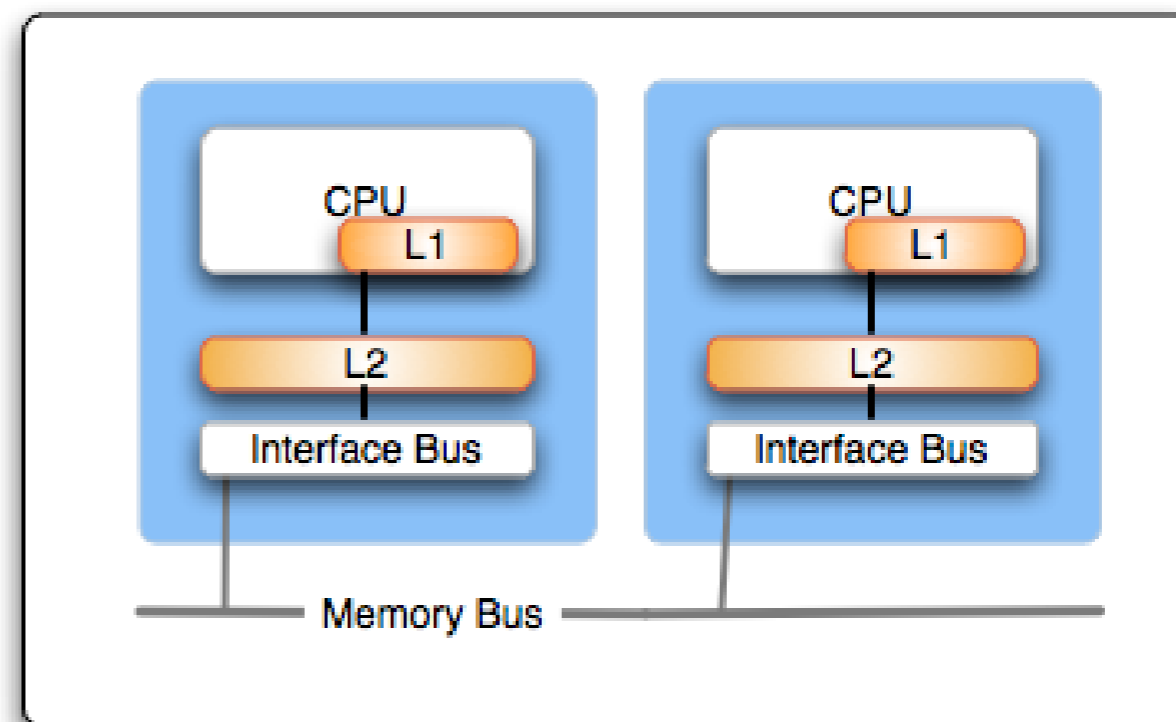 CPU
L1
L2
Interface Bus
CPU
L1
L2
Interface Bus
Memory Bus